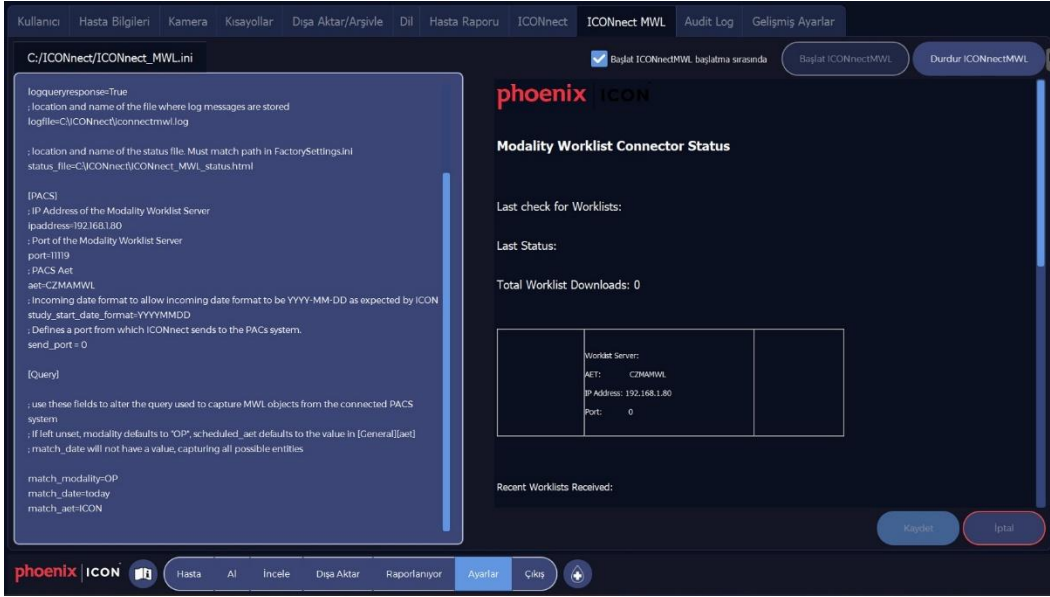 Kullanıcı Hasta Bilgileri Kamera Kısayollar Dışa Aktar/Arşivle Dil Hasta Raporu ICONnect ICONnect MWL Audit Log Gelişmiş Ayarlar
C:/ICONnect/ICONnect_MWL.ini
Başlat ICONnectMWL başlatma sırasında
Başlat ICONnectMWL
Durdur ICONnectMWL
logqueryresponse=True
; location and name of the file where log messages are stored
logfile=C:\ICONnect\iconnectmwl.log
; location and name of the status file. Must match path in FactorySettings.ini
status_file=C:\ICONnect\ICONnect_MWL_status.html
[PACS]
; IP Address of the Modality Worklist Server
ipaddress=192.168.1.80
; Port of the Modality Worklist Server
port=11119
; PACS Aet
aet=CZMAMWL
; Incoming date format to allow incoming date format to be YYYY-MM-DD as expected by ICON
study_start_date_format=YYYYMMDD
; Defines a port from which ICONnect sends to the PACs system.
send_port = 0
[Query]
; use these fields to alter the query used to capture MWL objects from the connected PACS
system
; If left unset, modality defaults to "OP", scheduled_aet defaults to the value in [General][aet]
; match_date will not have a value, capturing all possible entities
match_modality=OP
match_date=today
match_aet=ICON
phoenix | ICON
Modality Worklist Connector Status
Last check for Worklists:
Last Status:
Total Worklist Downloads: 0
Worklist Server:
AET: CZMAMWL
IP Address: 192.168.1.80
Port: 0
Recent Worklists Received:
Kaydet
İptal
phoenix | ICON
Hasta Al İncele Dışa Aktar Raporlanıyor Ayarlar Çıkış